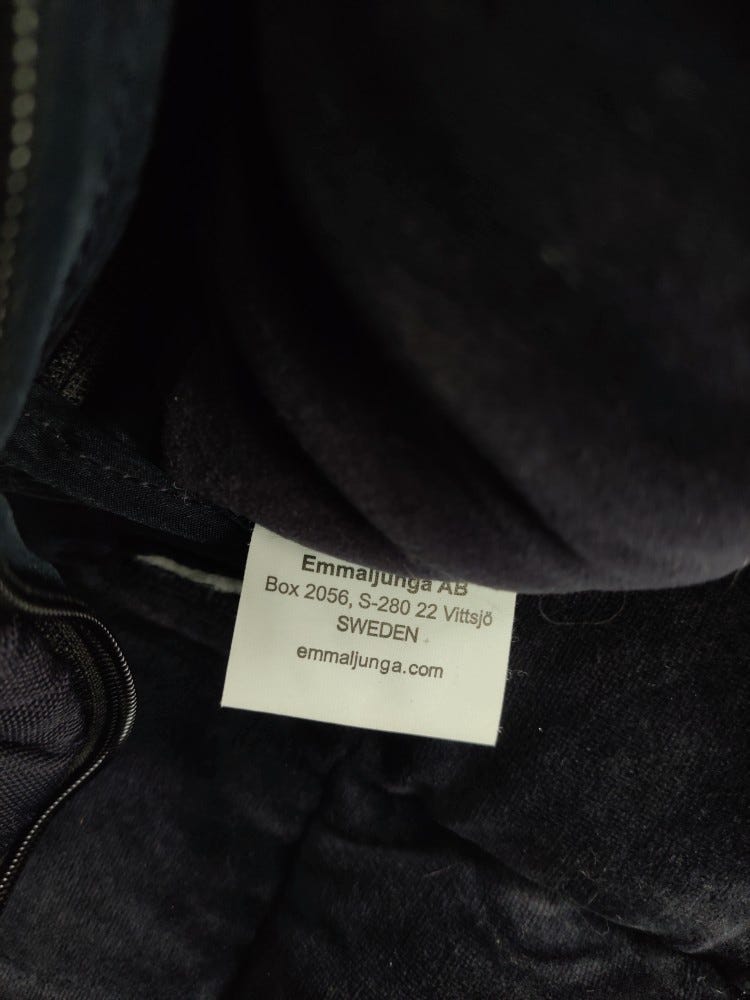 Emmaljunga AB
Box 2056, S-280 22 Vittsjö
SWEDEN
emmaljunga.com